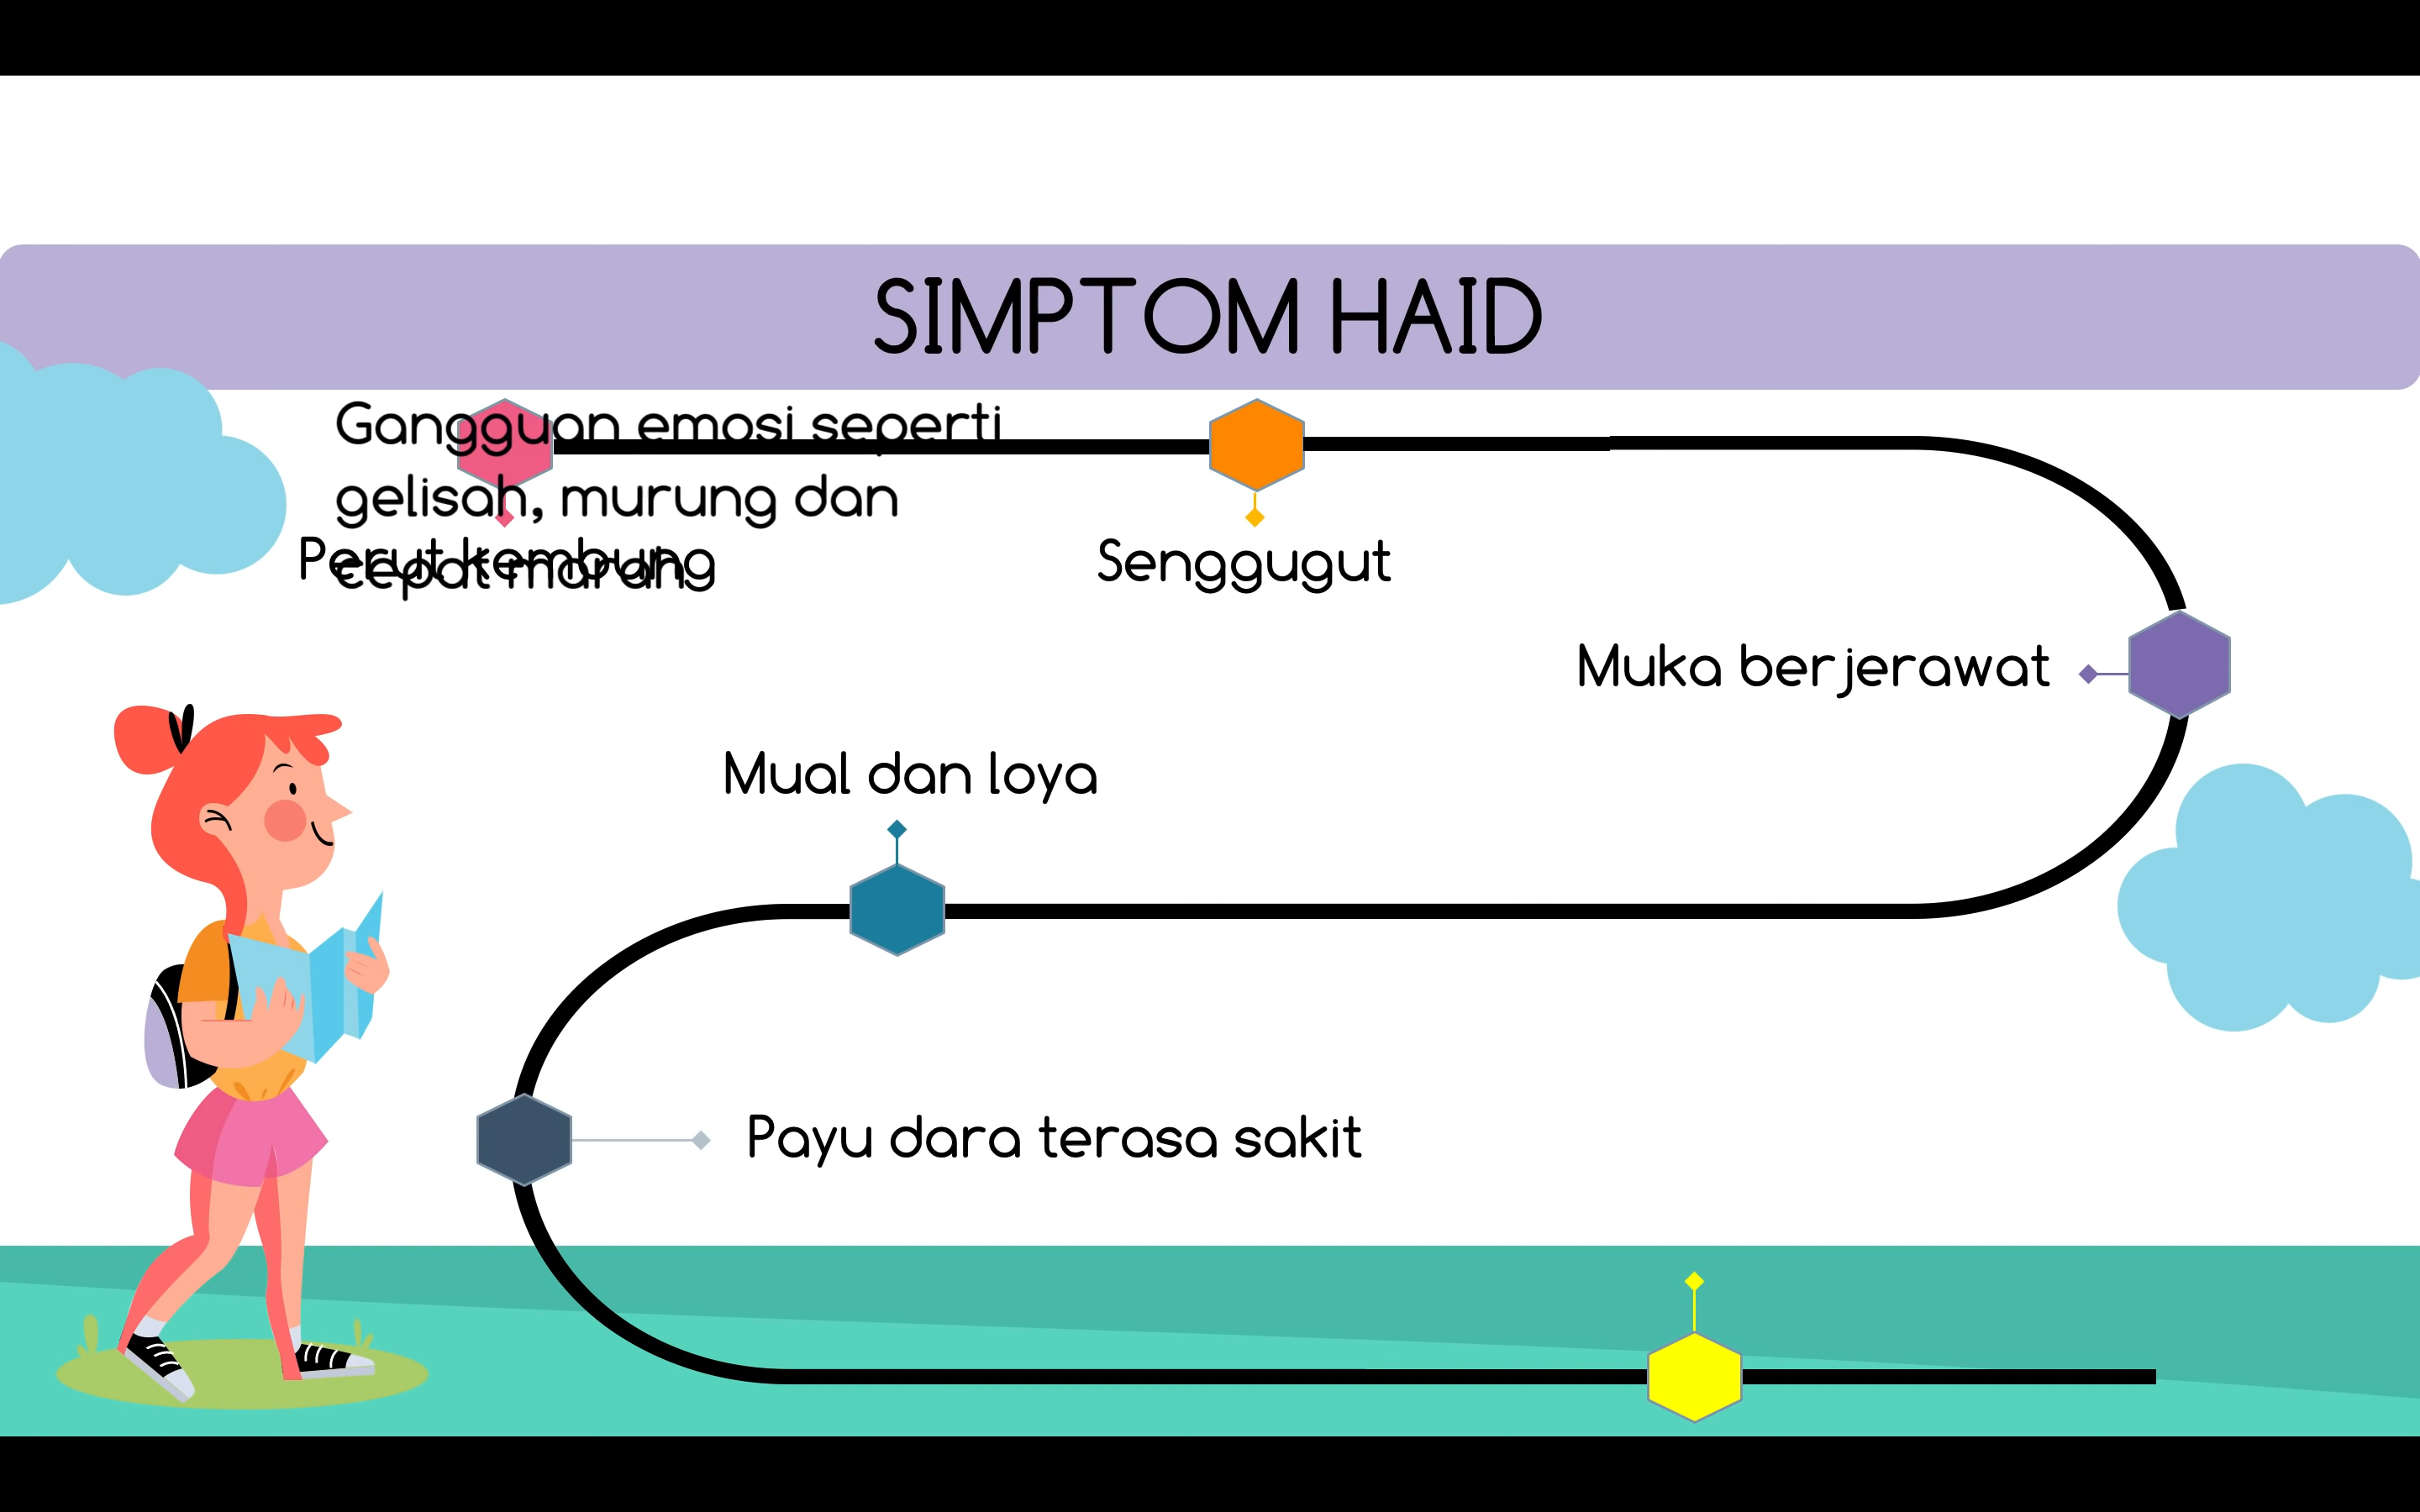 SIMPTOM HAID
Gangguan emosi seperti
gelisah, murung dan
Perut kembung
cepat marah
Senggugut
Muka berjerawat
Mual dan loya
Payu dara terasa sakit